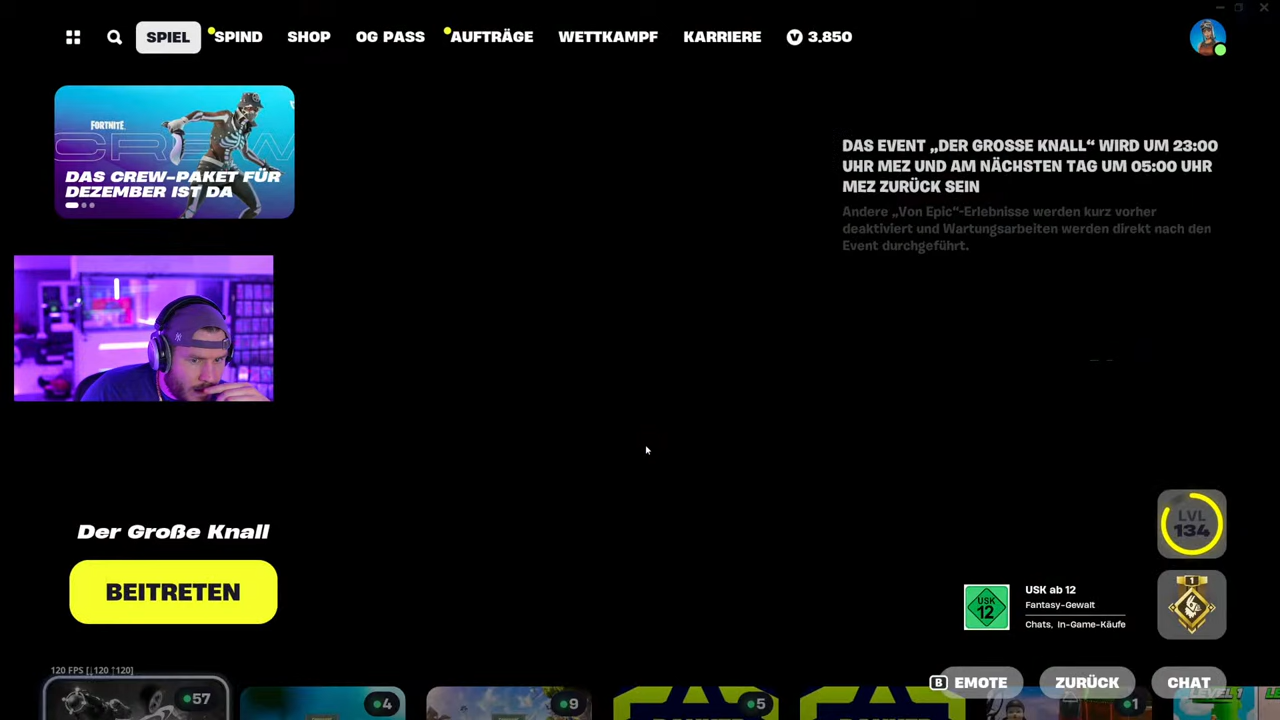 SPIEL
SPIND
SHOP
OG PASS
AUFTRÄGE
WETTKAMPF
KARRIERE
3.850
FORTNITE
CREW
DAS CREW-PAKET FÜR
DEZEMBER IST DA
DAS EVENT „DER GROSSE KNALL“ WIRD UM 23:00
UHR MEZ UND AM NÄCHSTEN TAG UM 05:00 UHR
MEZ ZURÜCK SEIN
Andere „Von Epic“-Erlebnisse werden kurz vorher
deaktiviert und Wartungsarbeiten werden direkt nach den
Event durchgeführt.
Der Große Knall
BEITRETEN
LVL
134
1
USK
12
USK ab 12
Fantasy-Gewalt
Chats, In-Game-Käufe
120 FPS [↓120 ↑120]
B EMOTE
ZURÜCK
CHAT
57
4
9
5
1
LEVEL 1